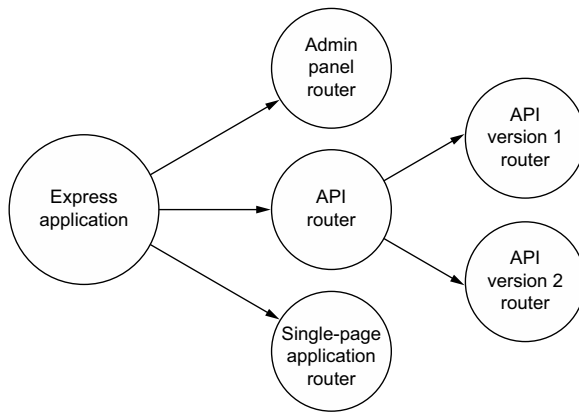 Admin
panel
router
Express
application
API
router
API
version 1
router
API
version 2
router
Single-page
application
router